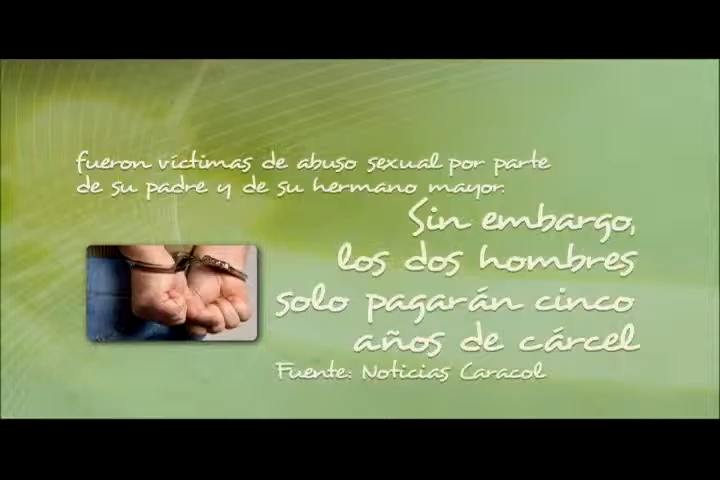 fueron víctimas de abuso sexual por parte
de su padre y de su hermano mayor.
Sin embargo,
los dos hombres
solo pagarán cinco
años de cárcel
Fuente: Noticias Caracol